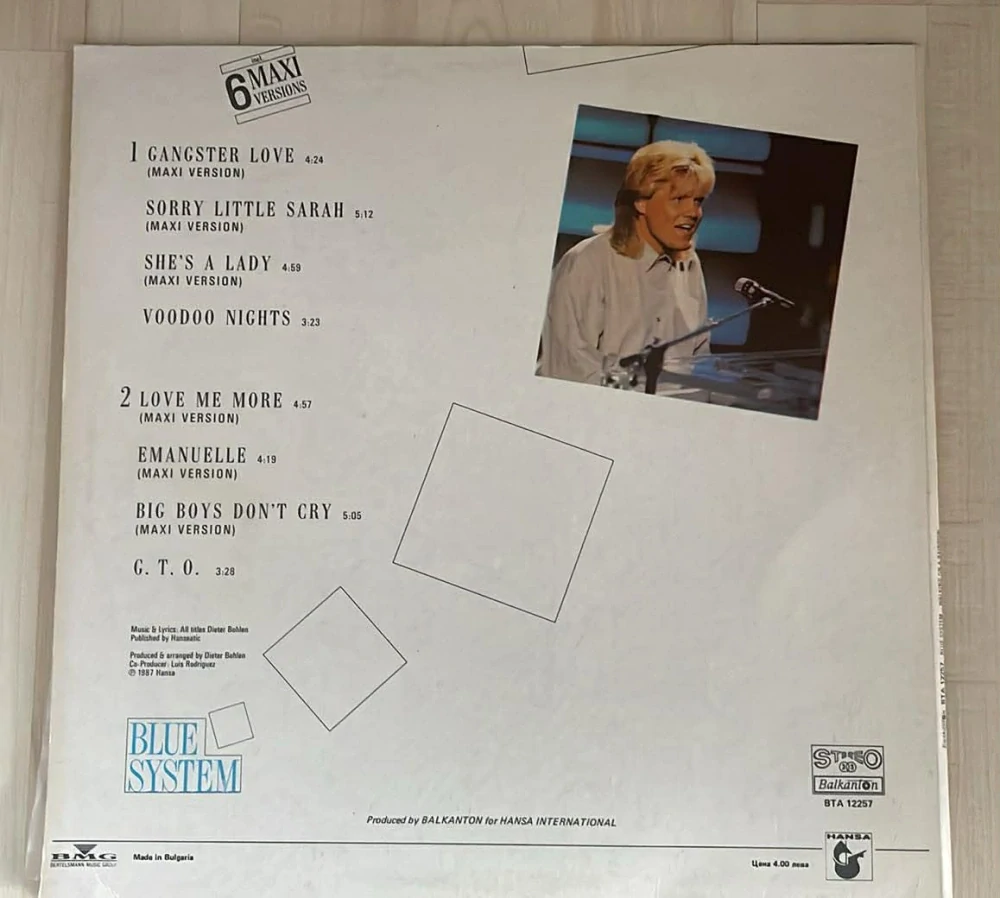 incl.
6 MAXI
VERSIONS
1 GANGSTER LOVE 4:24
(MAXI VERSION)
SORRY LITTLE SARAH 5:12
(MAXI VERSION)
SHE'S A LADY 4:59
(MAXI VERSION)
VOODOO NIGHTS 3:23
2 LOVE ME MORE 4:57
(MAXI VERSION)
EMANUELLE 4:19
(MAXI VERSION)
BIG BOYS DON'T CRY 5:05
(MAXI VERSION)
G. T. O. 3:28
Music & Lyrics: All titles Dieter Bohlen
Published by Hanseatic
Produced & arranged by Dieter Bohlen
Co-Producer: Luis Rodriguez
℗ 1987 Hansa
BLUE
SYSTEM
STEREO
33
Balkanton
BTA 12257
Produced by BALKANTON for HANSA INTERNATIONAL
BMG
BERTELSMANN MUSIC GROUP
Made in Bulgaria
Цена 4.00 лева
HANSA
BTA 12257